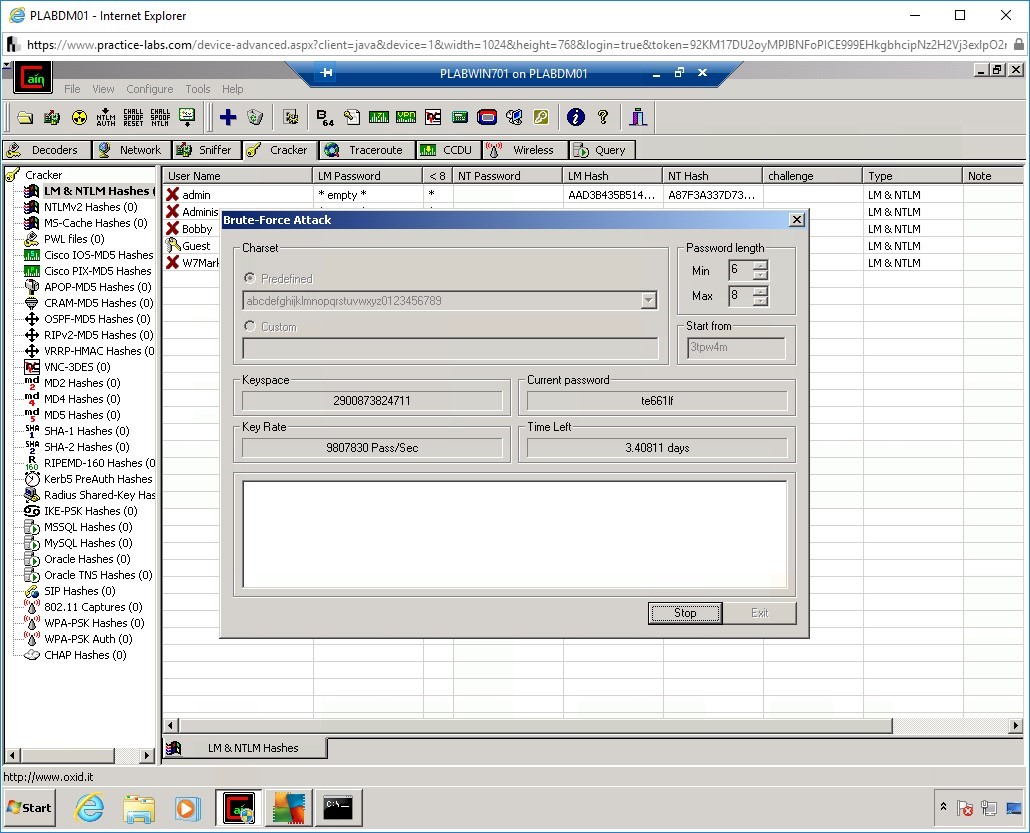 PLABDM01 - Internet Explorer
https://www.practice-labs.com/device-advanced.aspx?client=java&device=1&width=1024&height=768&login=true&token=92KM17DU2oyMPJBNFoPICE999EHkgbhcipNz2H2Vj3exIpO2r
Caın
PLABWIN701 on PLABDM01
File View Configure Tools Help
NTLM AUTH
CHALL SPOOF RESET
CHALL SPOOF NTLM
B 64
Decoders Network Sniffer Cracker Traceroute CCDU Wireless Query
Cracker
LM & NTLM Hashes (
NTLMv2 Hashes (0)
MS-Cache Hashes (0)
PWL files (0)
Cisco IOS-MD5 Hashes
Cisco PIX-MD5 Hashes
APOP-MD5 Hashes (0)
CRAM-MD5 Hashes (0)
OSPF-MD5 Hashes (0)
RIPv2-MD5 Hashes (0)
VRRP-HMAC Hashes (0
VNC-3DES (0)
MD2 Hashes (0)
MD4 Hashes (0)
MD5 Hashes (0)
SHA-1 Hashes (0)
SHA-2 Hashes (0)
RIPEMD-160 Hashes (0
Kerb5 PreAuth Hashes
Radius Shared-Key Has
IKE-PSK Hashes (0)
MSSQL Hashes (0)
MySQL Hashes (0)
Oracle Hashes (0)
Oracle TNS Hashes (0)
SIP Hashes (0)
802.11 Captures (0)
WPA-PSK Hashes (0)
WPA-PSK Auth (0)
CHAP Hashes (0)
User Name LM Password < 8 NT Password LM Hash NT Hash challenge Type Note
admin * empty * * AAD3B435B514... A87F3A337D73... LM & NTLM
Adminis LM & NTLM
Bobby LM & NTLM
Guest LM & NTLM
W7Mark LM & NTLM
Brute-Force Attack
Charset
Predefined
abcdefghijklmnopqrstuvwxyz0123456789
Custom
Password length
Min 6
Max 8
Start from
3tpw4m
Keyspace
2900873824711
Current password
te661lf
Key Rate
9807830 Pass/Sec
Time Left
3.40811 days
Stop Exit
LM & NTLM Hashes
http://www.oxid.it
Start
C:\